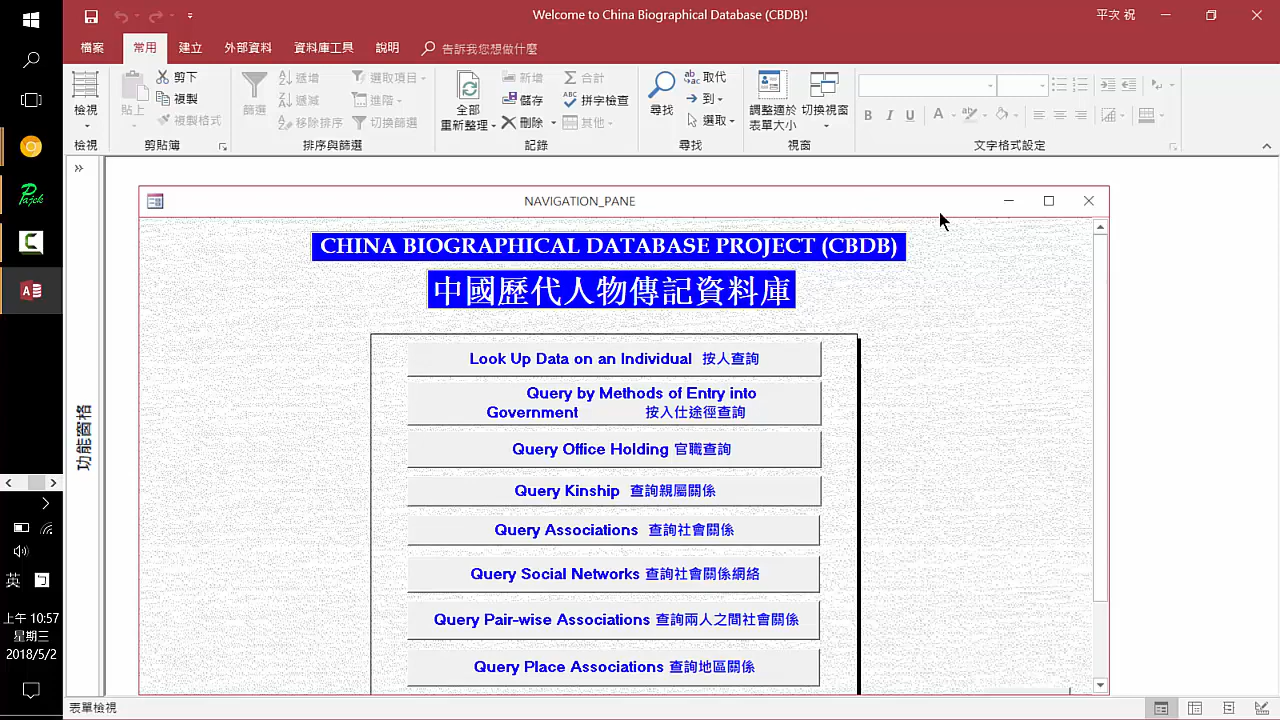 Welcome to China Biographical Database (CBDB)!
平次 祝
檔案
常用
建立
外部資料
資料庫工具
說明
告訴我您想做什麼
檢視
檢視
貼上
剪下
複製
複製格式
剪貼簿
篩選
遞增
遞減
移除排序
選取項目
進階
切換篩選
排序與篩選
全部
重新整理
新增
儲存
刪除
合計
拼字檢查
其他
記錄
尋找
取代
到
選取
尋找
調整適於
表單大小
切換視窗
視窗
B I U
A
文字格式設定
功能窗格
NAVIGATION_PANE
CHINA BIOGRAPHICAL DATABASE PROJECT (CBDB)
中國歷代人物傳記資料庫
Look Up Data on an Individual 按人查詢
Query by Methods of Entry into
Government 按入仕途徑查詢
Query Office Holding 官職查詢
Query Kinship 查詢親屬關係
Query Associations 查詢社會關係
Query Social Networks 查詢社會關係網絡
Query Pair-wise Associations 查詢兩人之間社會關係
Query Place Associations 查詢地區關係
英
上午 10:57
星期三
2018/5/2
表單檢視